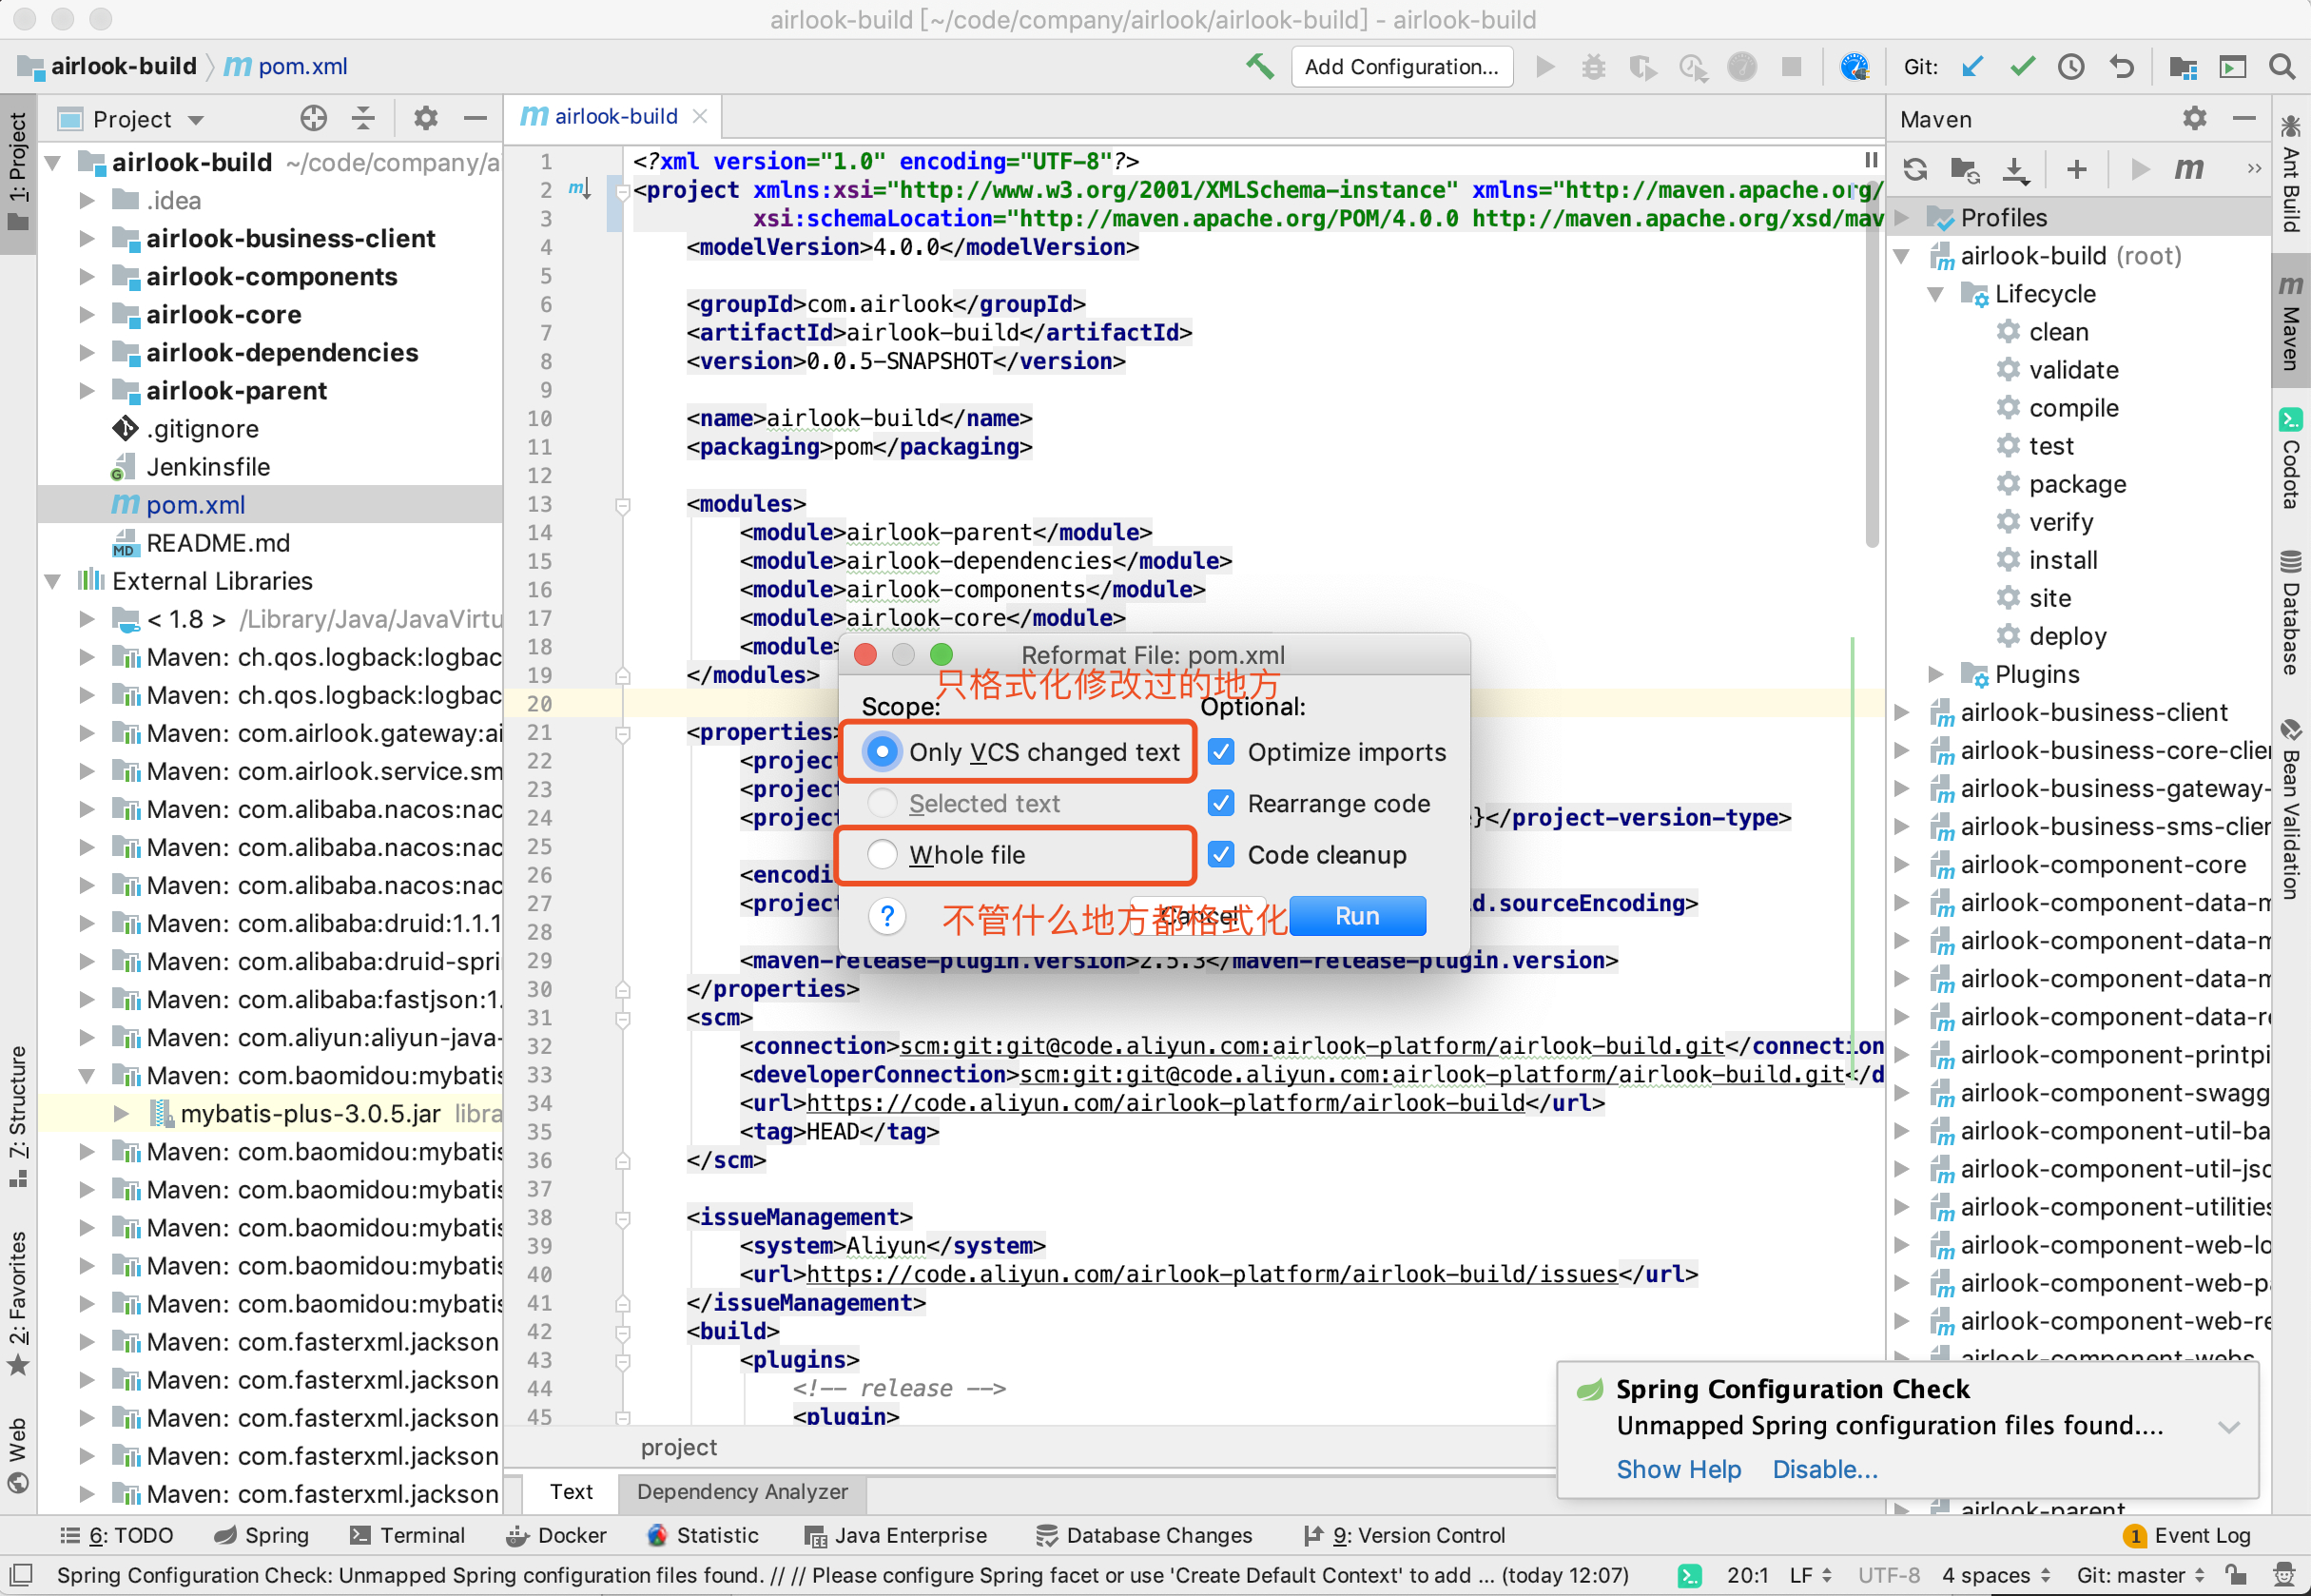 airlook-build [~/code/company/airlook/airlook-build] - airlook-build
airlook-build
pom.xml
Add Configuration...
Git:
1: Project
7: Structure
2: Favorites
Web
Project
airlook-build ~/code/company/a
.idea
airlook-business-client
airlook-components
airlook-core
airlook-dependencies
airlook-parent
.gitignore
Jenkinsfile
pom.xml
README.md
External Libraries
< 1.8 > /Library/Java/JavaVirtu
Maven: ch.qos.logback:logbac
Maven: ch.qos.logback:logbac
Maven: com.airlook.gateway:ai
Maven: com.airlook.service.sm
Maven: com.alibaba.nacos:nac
Maven: com.alibaba.nacos:nac
Maven: com.alibaba.nacos:nac
Maven: com.alibaba:druid:1.1.1
Maven: com.alibaba:druid-spri
Maven: com.alibaba:fastjson:1.
Maven: com.aliyun:aliyun-java-
Maven: com.baomidou:mybatis
mybatis-plus-3.0.5.jar libra
Maven: com.baomidou:mybatis
Maven: com.baomidou:mybatis
Maven: com.baomidou:mybatis
Maven: com.baomidou:mybatis
Maven: com.baomidou:mybatis
Maven: com.fasterxml.jackson
Maven: com.fasterxml.jackson
Maven: com.fasterxml.jackson
Maven: com.fasterxml.jackson
Maven: com.fasterxml.jackson
airlook-build
1 <?xml version="1.0" encoding="UTF-8"?>
2 <project xmlns:xsi="http://www.w3.org/2001/XMLSchema-instance" xmlns="http://maven.apache.org/
3 xsi:schemaLocation="http://maven.apache.org/POM/4.0.0 http://maven.apache.org/xsd/mav
4 <modelVersion>4.0.0</modelVersion>
5
6 <groupId>com.airlook</groupId>
7 <artifactId>airlook-build</artifactId>
8 <version>0.0.5-SNAPSHOT</version>
9
10 <name>airlook-build</name>
11 <packaging>pom</packaging>
12
13 <modules>
14 <module>airlook-parent</module>
15 <module>airlook-dependencies</module>
16 <module>airlook-components</module>
17 <module>airlook-core</module>
18 <module>
19 </modules>
20
21 <properties>
22 <project
23 <project
24 <project }</project-version-type>
25
26 <encodi
27 <project d.sourceEncoding>
28
29 <maven-release-plugin.version>2.5.3</maven-release-plugin.version>
30 </properties>
31 <scm>
32 <connection>scm:git:git@code.aliyun.com:airlook-platform/airlook-build.git</connection
33 <developerConnection>scm:git:git@code.aliyun.com:airlook-platform/airlook-build.git</d
34 <url>https://code.aliyun.com/airlook-platform/airlook-build</url>
35 <tag>HEAD</tag>
36 </scm>
37
38 <issueManagement>
39 <system>Aliyun</system>
40 <url>https://code.aliyun.com/airlook-platform/airlook-build/issues</url>
41 </issueManagement>
42 <build>
43 <plugins>
44 <!-- release -->
45 <plugin>
project
Text
Dependency Analyzer
Reformat File: pom.xml
只格式化修改过的地方
Scope:
Optional:
Only VCS changed text
Optimize imports
Selected text
Rearrange code
Whole file
Code cleanup
?
不管什么地方都格式化
Cancel
Run
Maven
Profiles
airlook-build (root)
Lifecycle
clean
validate
compile
test
package
verify
install
site
deploy
Plugins
airlook-business-client
airlook-business-core-clie
airlook-business-gateway-
airlook-business-sms-clier
airlook-component-core
airlook-component-data-m
airlook-component-data-m
airlook-component-data-m
airlook-component-data-re
airlook-component-printpi
airlook-component-swagg
airlook-component-util-ba
airlook-component-util-jsc
airlook-component-utilities
airlook-component-web-lo
airlook-component-web-pa
airlook-component-web-re
airlook-component-webs
airlook-parent
Ant Build
Maven
Codota
Database
Bean Validation
Spring Configuration Check
Unmapped Spring configuration files found....
Show Help
Disable...
6: TODO
Spring
Terminal
Docker
Statistic
Java Enterprise
Database Changes
9: Version Control
1 Event Log
Spring Configuration Check: Unmapped Spring configuration files found. // // Please configure Spring facet or use 'Create Default Context' to add ... (today 12:07)
20:1
LF
UTF-8
4 spaces
Git: master